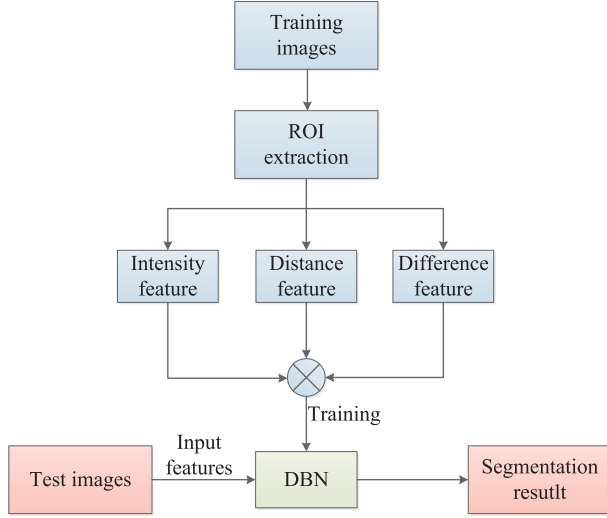 Training
images
ROI
extraction
Intensity
feature
Distance
feature
Difference
feature
Training
Test images
Input
features
DBN
Segmentation
resutlt